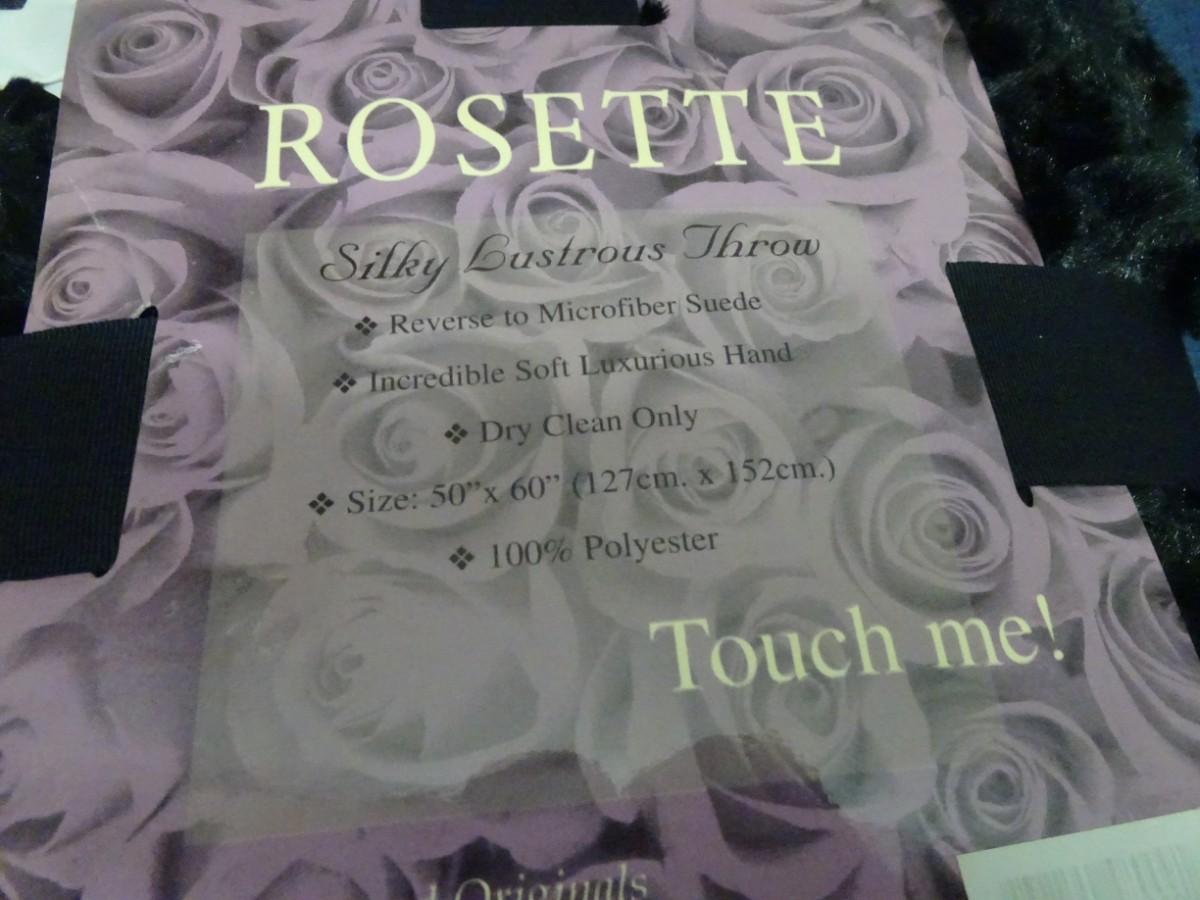 ROSETTE
Silky Lustrous Throw
❖ Reverse to Microfiber Suede
❖ Incredible Soft Luxurious Hand
❖ Dry Clean Only
❖ Size: 50”x 60” (127cm. x 152cm.)
❖ 100% Polyester
Touch me!
Originals